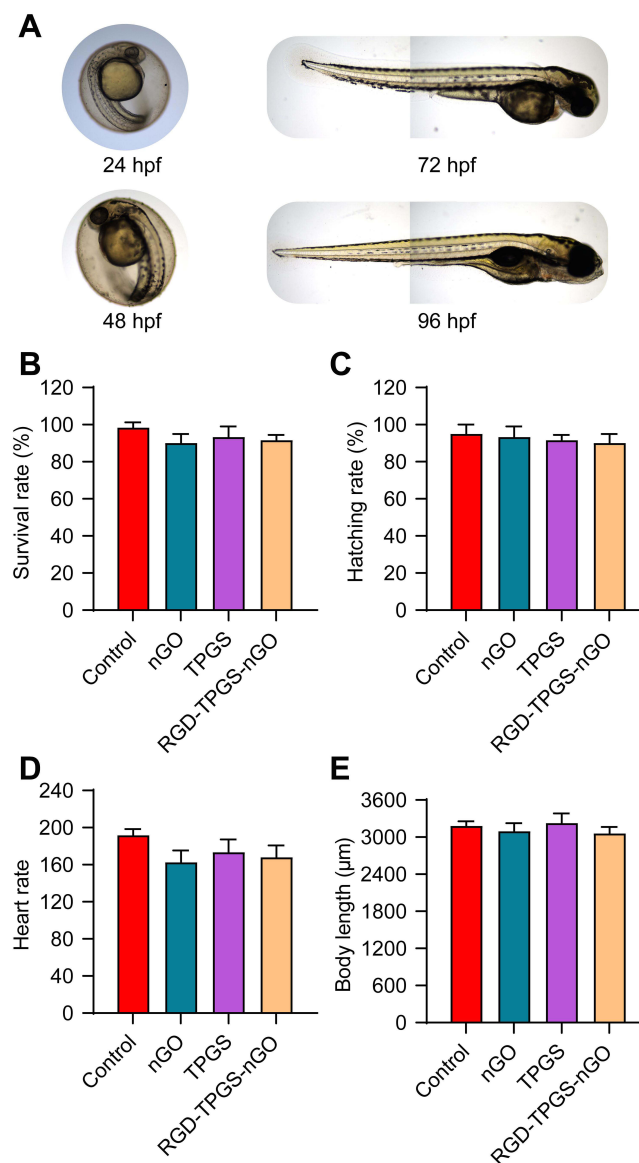 A
24 hpf
72 hpf
48 hpf
96 hpf
B
Survival rate (%)
120
100
80
60
40
20
0
Control
nGO
TPGS
RGD-TPGS-nGO
C
Hatching rate (%)
120
100
80
60
40
20
0
Control
nGO
TPGS
RGD-TPGS-nGO
D
Heart rate
240
200
160
120
80
40
0
Control
nGO
TPGS
RGD-TPGS-nGO
E
Body length (μm)
3600
3000
2400
1800
1200
600
0
Control
nGO
TPGS
RGD-TPGS-nGO